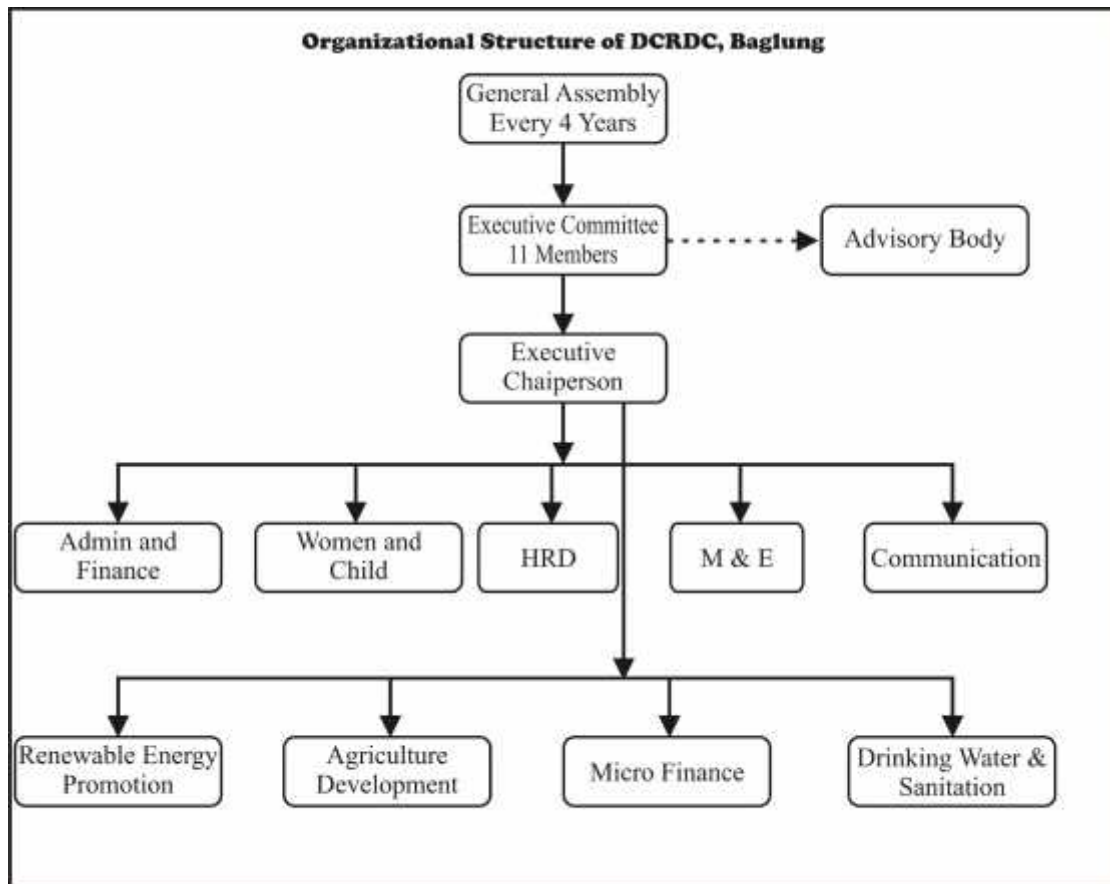 Organizational Structure of DCRDC, Baglung
General Assembly
Every 4 Years
Executive Committee
11 Members
Advisory Body
Executive
Chaiperson
Admin and
Finance
Women and
Child
HRD
M & E
Communication
Renewable Energy
Promotion
Agriculture
Development
Micro Finance
Drinking Water &
Sanitation